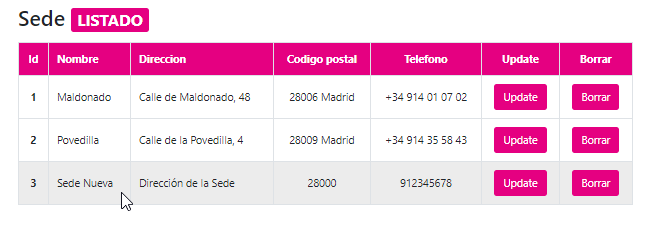 Sede LISTADO
Id Nombre Direccion Codigo postal Telefono Update Borrar
1 Maldonado Calle de Maldonado, 48 28006 Madrid +34 914 01 07 02 Update Borrar
2 Povedilla Calle de la Povedilla, 4 28009 Madrid +34 914 35 58 43 Update Borrar
3 Sede Nueva Dirección de la Sede 28000 912345678 Update Borrar